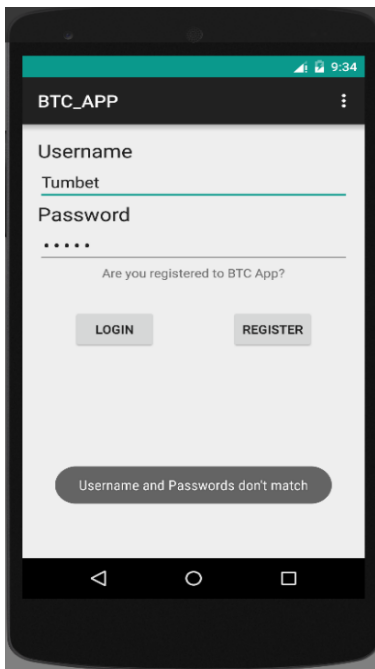 9:34
BTC_APP
Username
Tumbet
Password
•••••
Are you registered to BTC App?
LOGIN REGISTER
Username and Passwords don't match